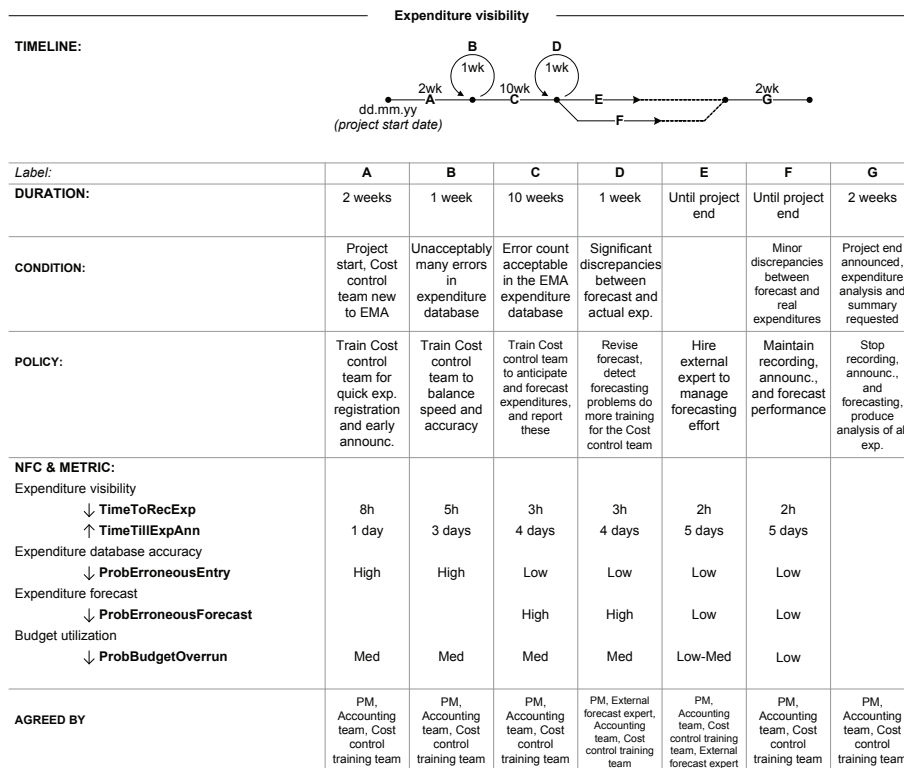 Expenditure visibility
TIMELINE:
B
D
1wk
1wk
2wk
10wk
2wk
A
C
E
G
dd.mm.yy
F
(project start date)
Label:
A
B
C
D
E
F
G
DURATION:
2 weeks
1 week
10 weeks
1 week
Until project
end
Until project
end
2 weeks
CONDITION:
Project
start, Cost
control
team new
to EMA
Unacceptably
many errors
in
expenditure
database
Error count
acceptable
in the EMA
expenditure
database
Significant
discrepancies
between
forecast and
actual exp.
Minor
discrepancies
between
forecast and
real
expenditures
Project end
announced,
expenditure
analysis and
summary
requested
POLICY:
Train Cost
control
team for
quick exp.
registration
and early
announc.
Train Cost
control
team to
balance
speed and
accuracy
Train Cost
control team
to anticipate
and forecast
expenditures,
and report
these
Revise
forecast,
detect
forecasting
problems do
more training
for the Cost
control team
Hire
external
expert to
manage
forecasting
effort
Maintain
recording,
announc.,
and forecast
performance
Stop
recording,
announc.,
and
forecasting,
produce
analysis of al
exp.
NFC & METRIC:
Expenditure visibility
↓ TimeToRecExp 8h 5h 3h 3h 2h 2h
↑ TimeTillExpAnn 1 day 3 days 4 days 4 days 5 days 5 days
Expenditure database accuracy
↓ ProbErroneousEntry High High Low Low Low Low
Expenditure forecast
↓ ProbErroneousForecast High High Low Low
Budget utilization
↓ ProbBudgetOverrun Med Med Med Med Low-Med Low
AGREED BY
PM,
Accounting
team, Cost
control
training team
PM,
Accounting
team, Cost
control
training team
PM,
Accounting
team, Cost
control
training team
PM, External
forecast expert,
Accounting
team, Cost
control training
team
PM,
Accounting
team, Cost
control training
team, External
forecast expert
PM,
Accounting
team, Cost
control
training team
PM,
Accounting
team, Cost
control
training team